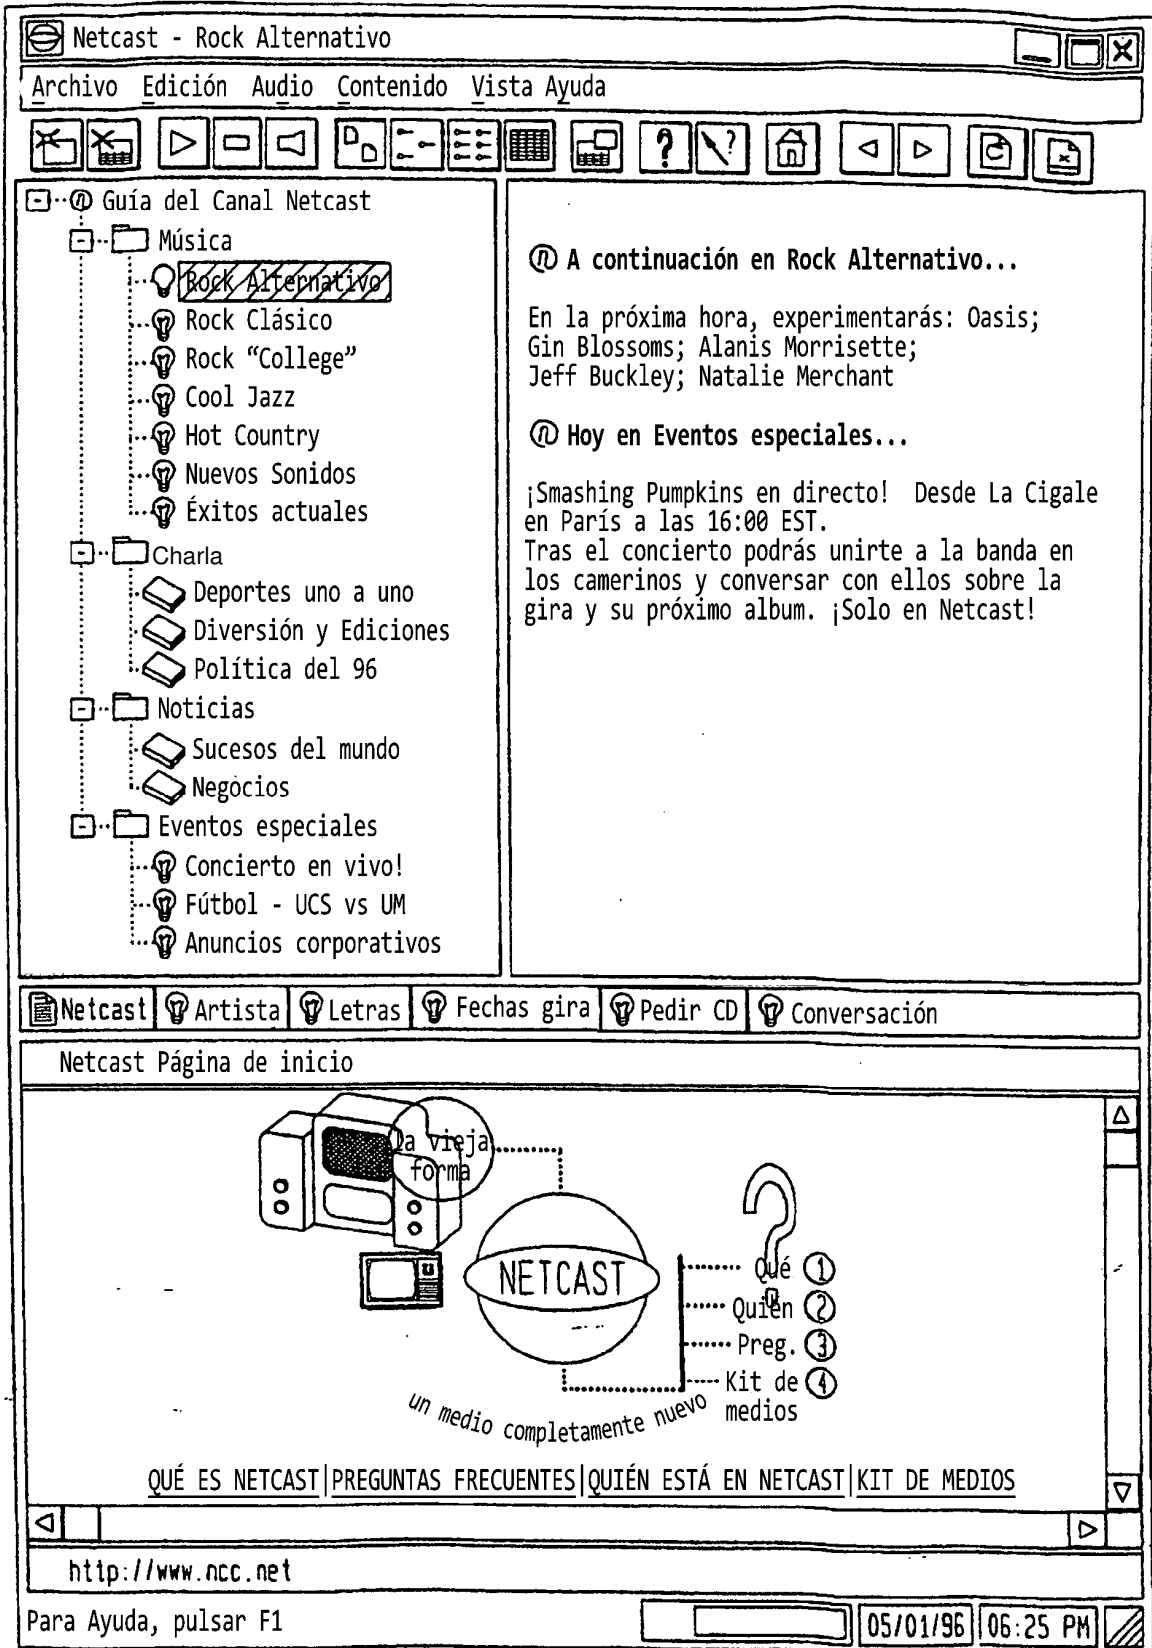 Netcast - Rock Alternativo
Archivo Edición Audio Contenido Vista Ayuda
Guía del Canal Netcast
Música
Rock Alternativo
Rock Clásico
Rock “College”
Cool Jazz
Hot Country
Nuevos Sonidos
Éxitos actuales
Charla
Deportes uno a uno
Diversión y Ediciones
Política del 96
Noticias
Sucesos del mundo
Negocios
Eventos especiales
Concierto en vivo!
Fútbol - UCS vs UM
Anuncios corporativos
A continuación en Rock Alternativo...
En la próxima hora, experimentarás: Oasis;
Gin Blossoms; Alanis Morrisette;
Jeff Buckley; Natalie Merchant
Hoy en Eventos especiales...
¡Smashing Pumpkins en directo! Desde La Cigale
en París a las 16:00 EST.
Tras el concierto podrás unirte a la banda en
los camerinos y conversar con ellos sobre la
gira y su próximo album. ¡Solo en Netcast!
Netcast Artista Letras Fechas gira Pedir CD Conversación
Netcast Página de inicio
la vieja
forma
NETCAST
Qué 1
Quién 2
Preg. 3
Kit de 4
medios
un medio completamente nuevo
QUÉ ES NETCAST|PREGUNTAS FRECUENTES|QUIÉN ESTÁ EN NETCAST|KIT DE MEDIOS
http://www.ncc.net
Para Ayuda, pulsar F1 05/01/96 06:25 PM